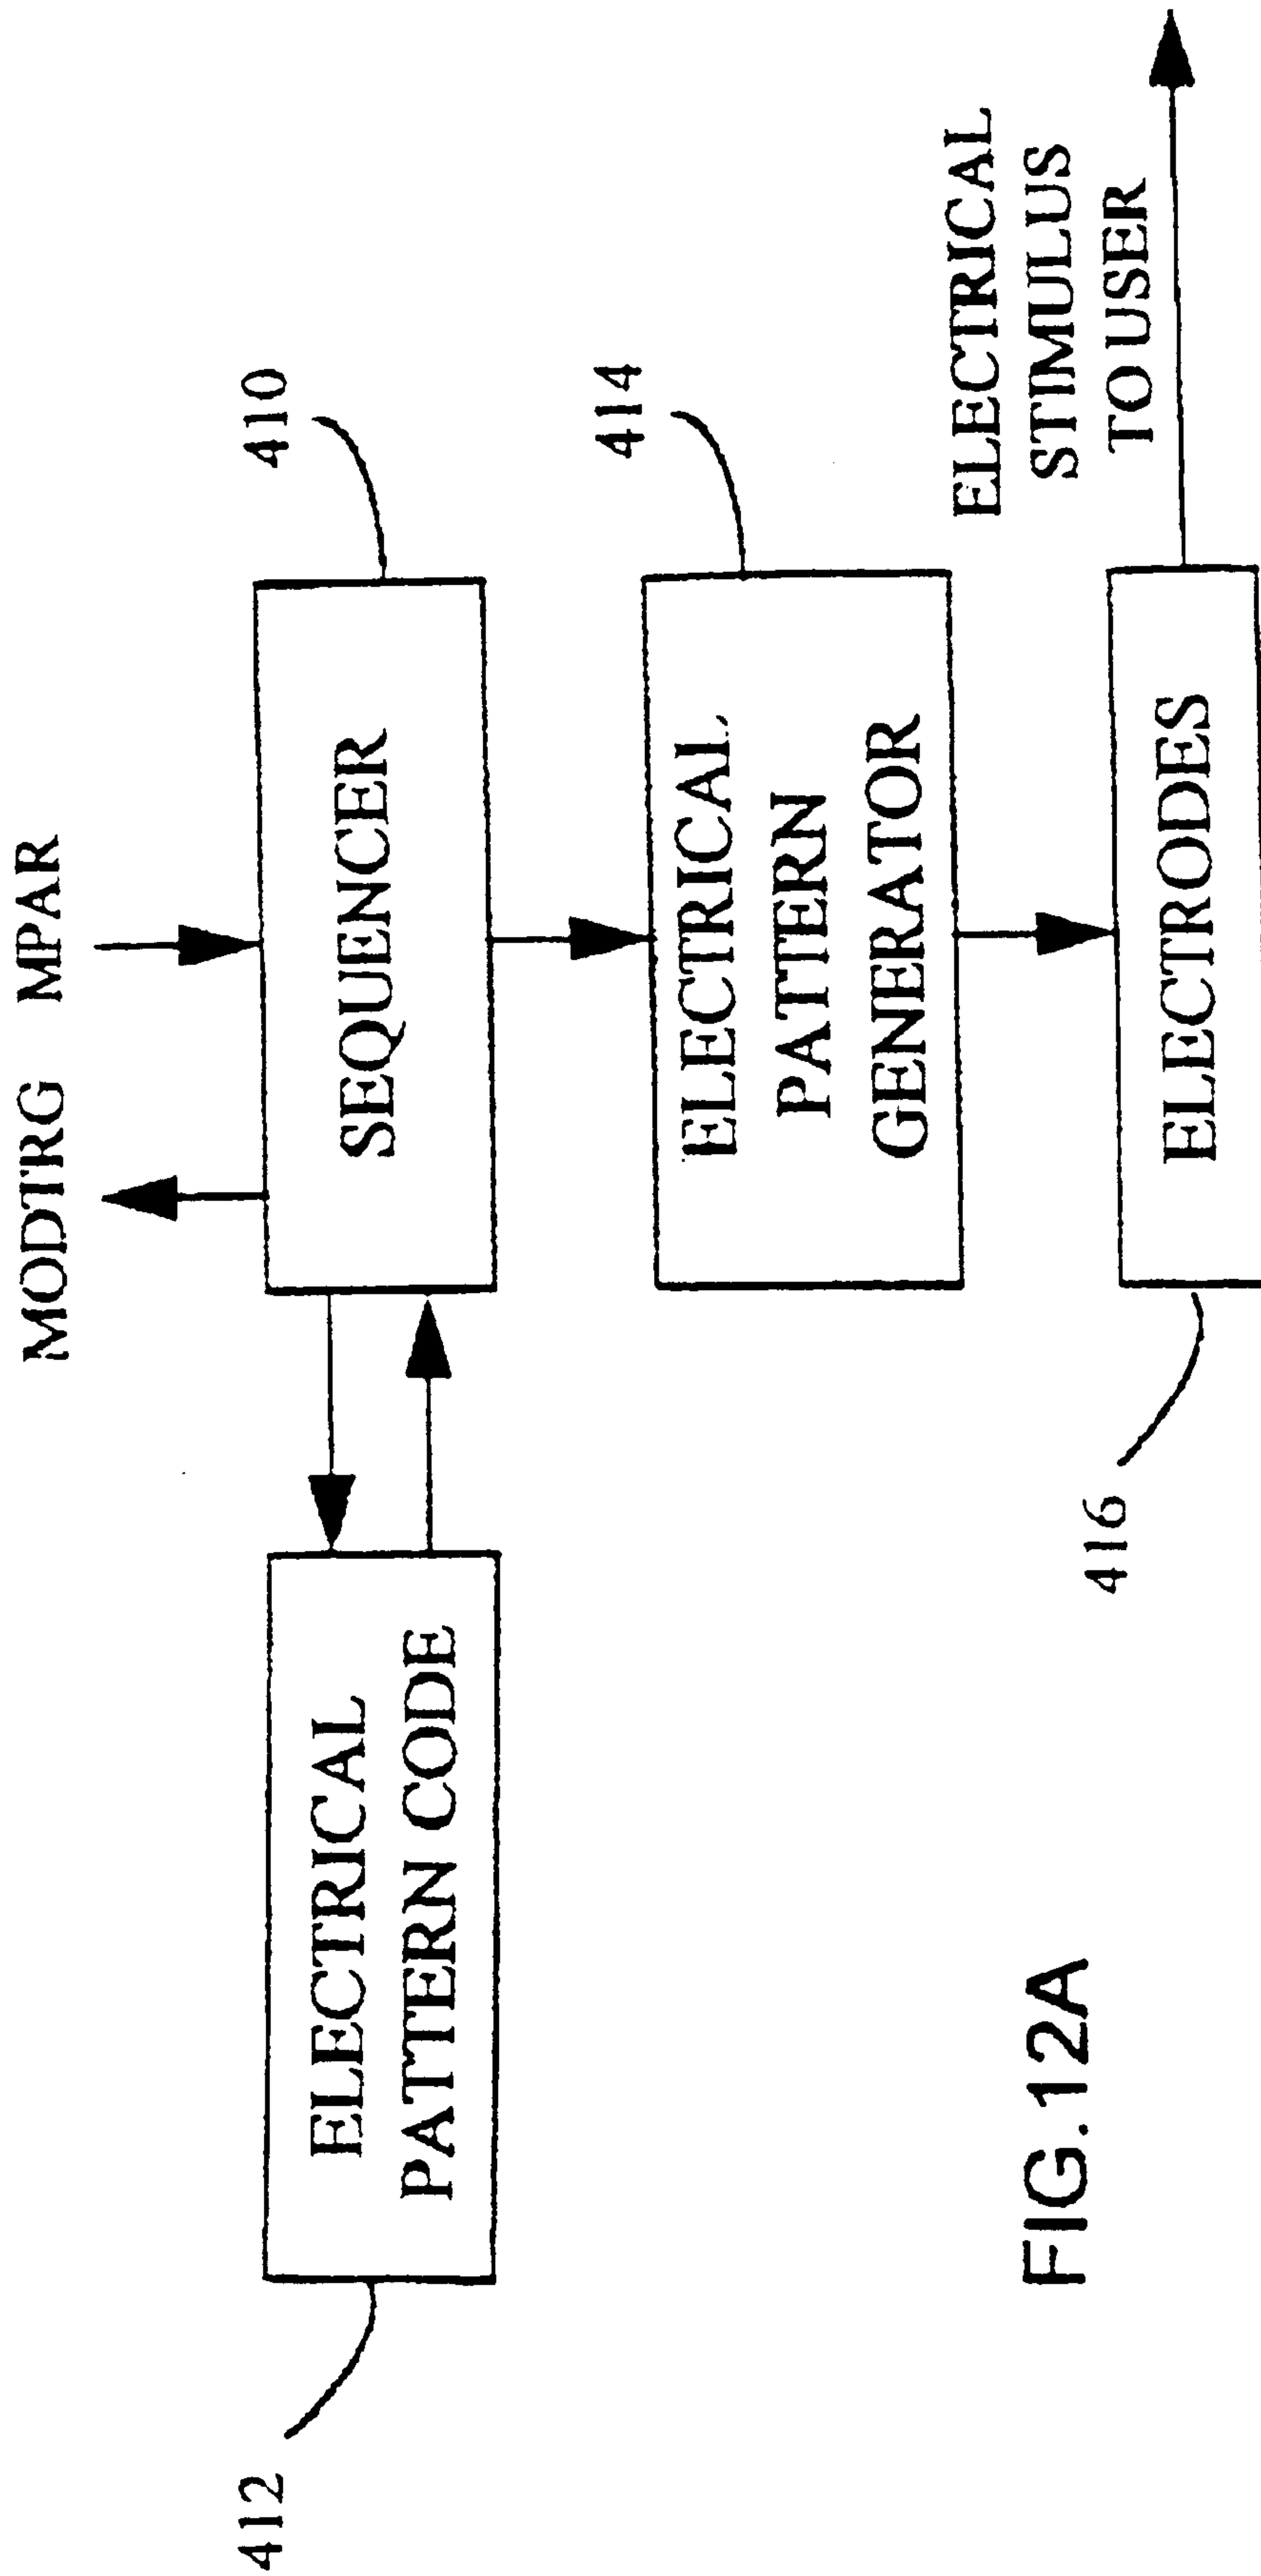 MODTRG MPAR
410
SEQUENCER
412
ELECTRICAL
PATTERN CODE
414
ELECTRICAL
PATTERN
GENERATOR
416
ELECTRODES
ELECTRICAL
STIMULUS
TO USER
FIG.12A